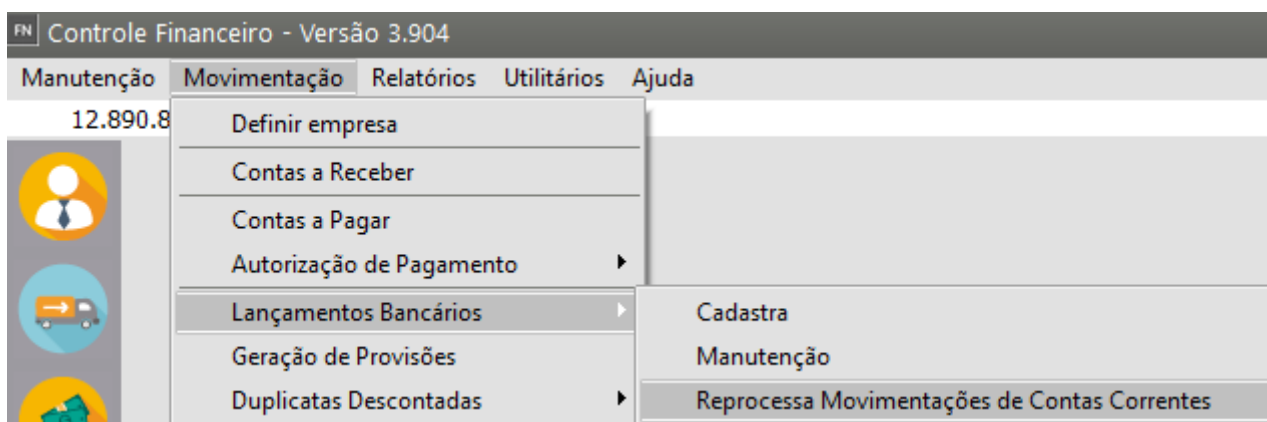 FN Controle Financeiro - Versão 3.904
Manutenção Movimentação Relatórios Utilitários Ajuda
12.890.8
Definir empresa
Contas a Receber
Contas a Pagar
Autorização de Pagamento
Lançamentos Bancários
Cadastra
Geração de Provisões
Manutenção
Duplicatas Descontadas
Reprocessa Movimentações de Contas Correntes